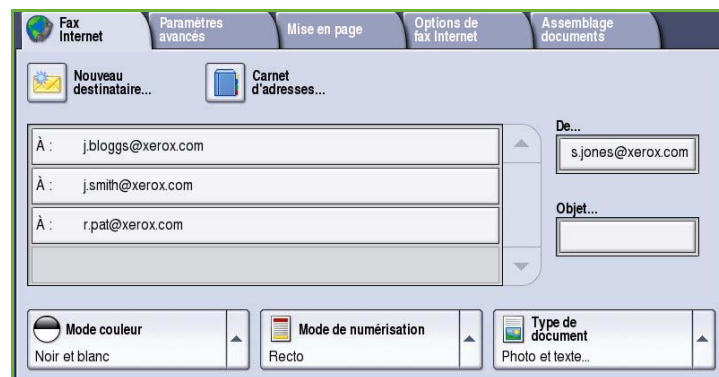 Fax
Internet
Paramètres
avancés
Mise en page
Options de
fax Internet
Assemblage
documents
Nouveau
destinataire...
Carnet
d'adresses...
À : j.bloggs@xerox.com
À : j.smith@xerox.com
À : r.pat@xerox.com
De...
s.jones@xerox.com
Objet...
Mode couleur
Noir et blanc
Mode de numérisation
Recto
Type de
document
Photo et texte...